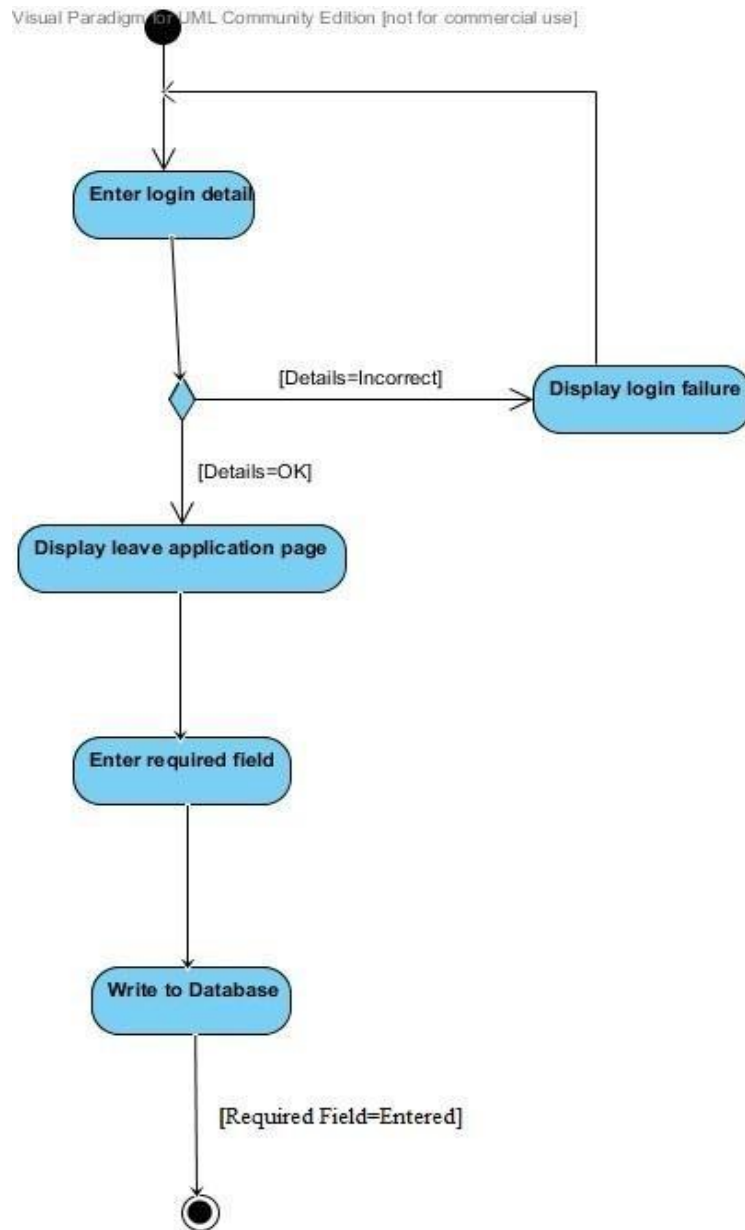 Visual Paradigm for UML Community Edition [not for commercial use]
Enter login detail
[Details=Incorrect]
Display login failure
[Details=OK]
Display leave application page
Enter required field
Write to Database
[Required Field=Entered]